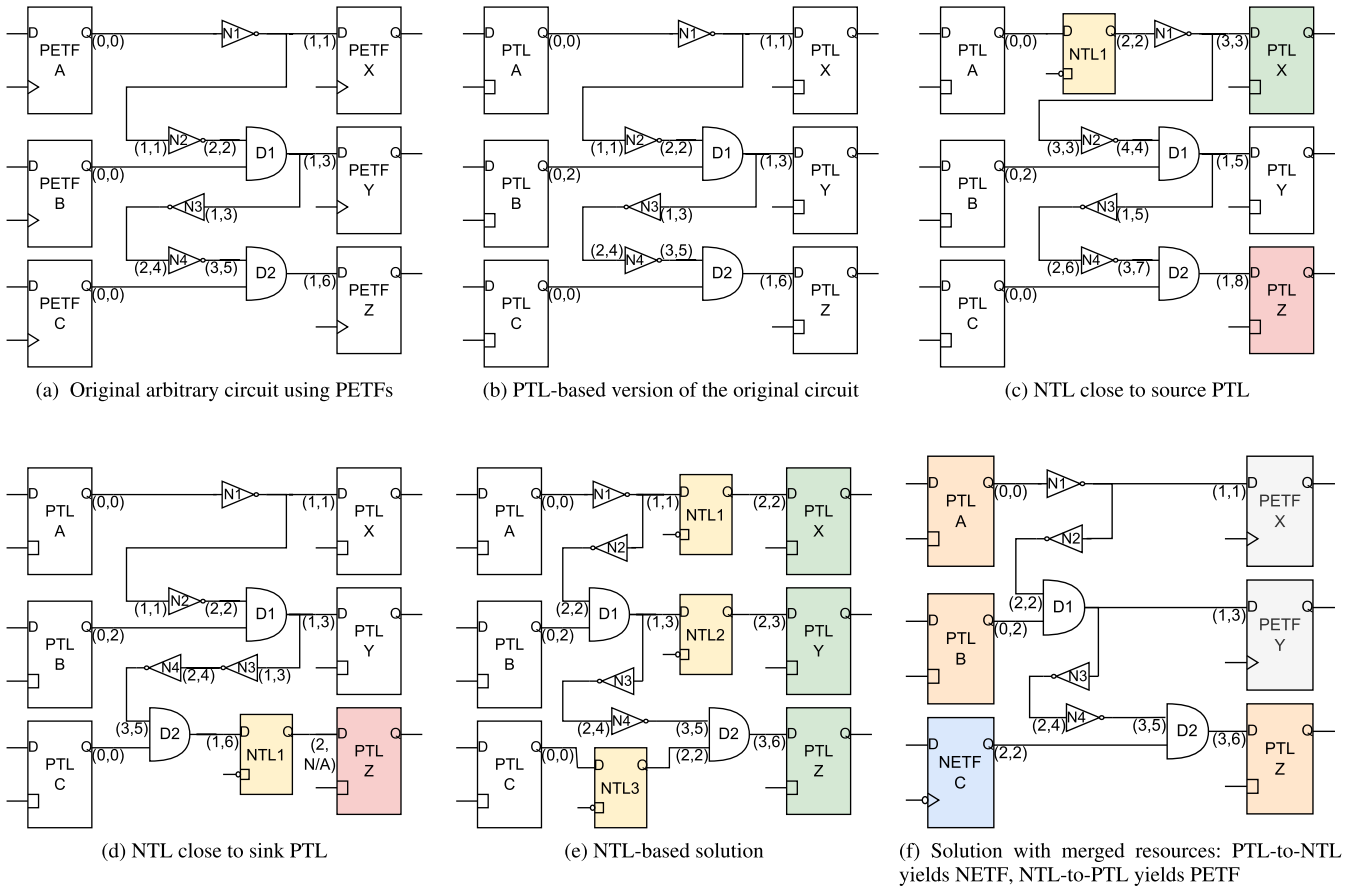 D PETF A Q (0,0) N1 (1,1) D PETF X Q
(1,1) N2 (2,2) D1
D PETF B Q (0,0) (1,3) D PETF Y Q
N3 (1,3)
(2,4) N4 (3,5) D2
D PETF C Q (0,0) (1,6) D PETF Z Q
(a) Original arbitrary circuit using PETFs
D PTL A Q (0,0) N1 (1,1) D PTL X Q
(1,1) N2 (2,2) D1
D PTL B Q (0,2) (1,3) D PTL Y Q
N3 (1,3)
(2,4) N4 (3,5) D2
D PTL C Q (0,0) (1,6) D PTL Z Q
(b) PTL-based version of the original circuit
D PTL A Q (0,0) D NTL1 Q (2,2) N1 (3,3) D PTL X Q
(3,3) N2 (4,4) D1
D PTL B Q (0,2) (1,5) D PTL Y Q
N3 (1,5)
(2,6) N4 (3,7) D2
D PTL C Q (0,0) (1,8) D PTL Z Q
(c) NTL close to source PTL
D PTL A Q (0,0) N1 (1,1) D PTL X Q
(1,1) N2 (2,2) D1
D PTL B Q (0,2) (1,3) D PTL Y Q
N4 (2,4) N3 (1,3)
(3,5) D2
D PTL C Q (0,0) (1,6) D NTL1 Q (2, N/A) D PTL Z Q
(d) NTL close to sink PTL
D PTL A Q (0,0) N1 (1,1) D NTL1 Q (2,2) D PTL X Q
N2
(2,2) D1
D PTL B Q (0,2) (1,3) D NTL2 Q (2,3) D PTL Y Q
N3
(2,4) N4 (3,5) D2
D PTL C Q (0,0) D NTL3 Q (2,2) (3,6) D PTL Z Q
(e) NTL-based solution
D PTL A Q (0,0) N1 (1,1) D PETF X Q
N2
(2,2) D1
D PTL B Q (0,2) (1,3) D PETF Y Q
N3
(2,4) N4 (3,5) D2
D NETF C Q (2,2) (3,6) D PTL Z Q
(f) Solution with merged resources: PTL-to-NTL
yields NETF, NTL-to-PTL yields PETF